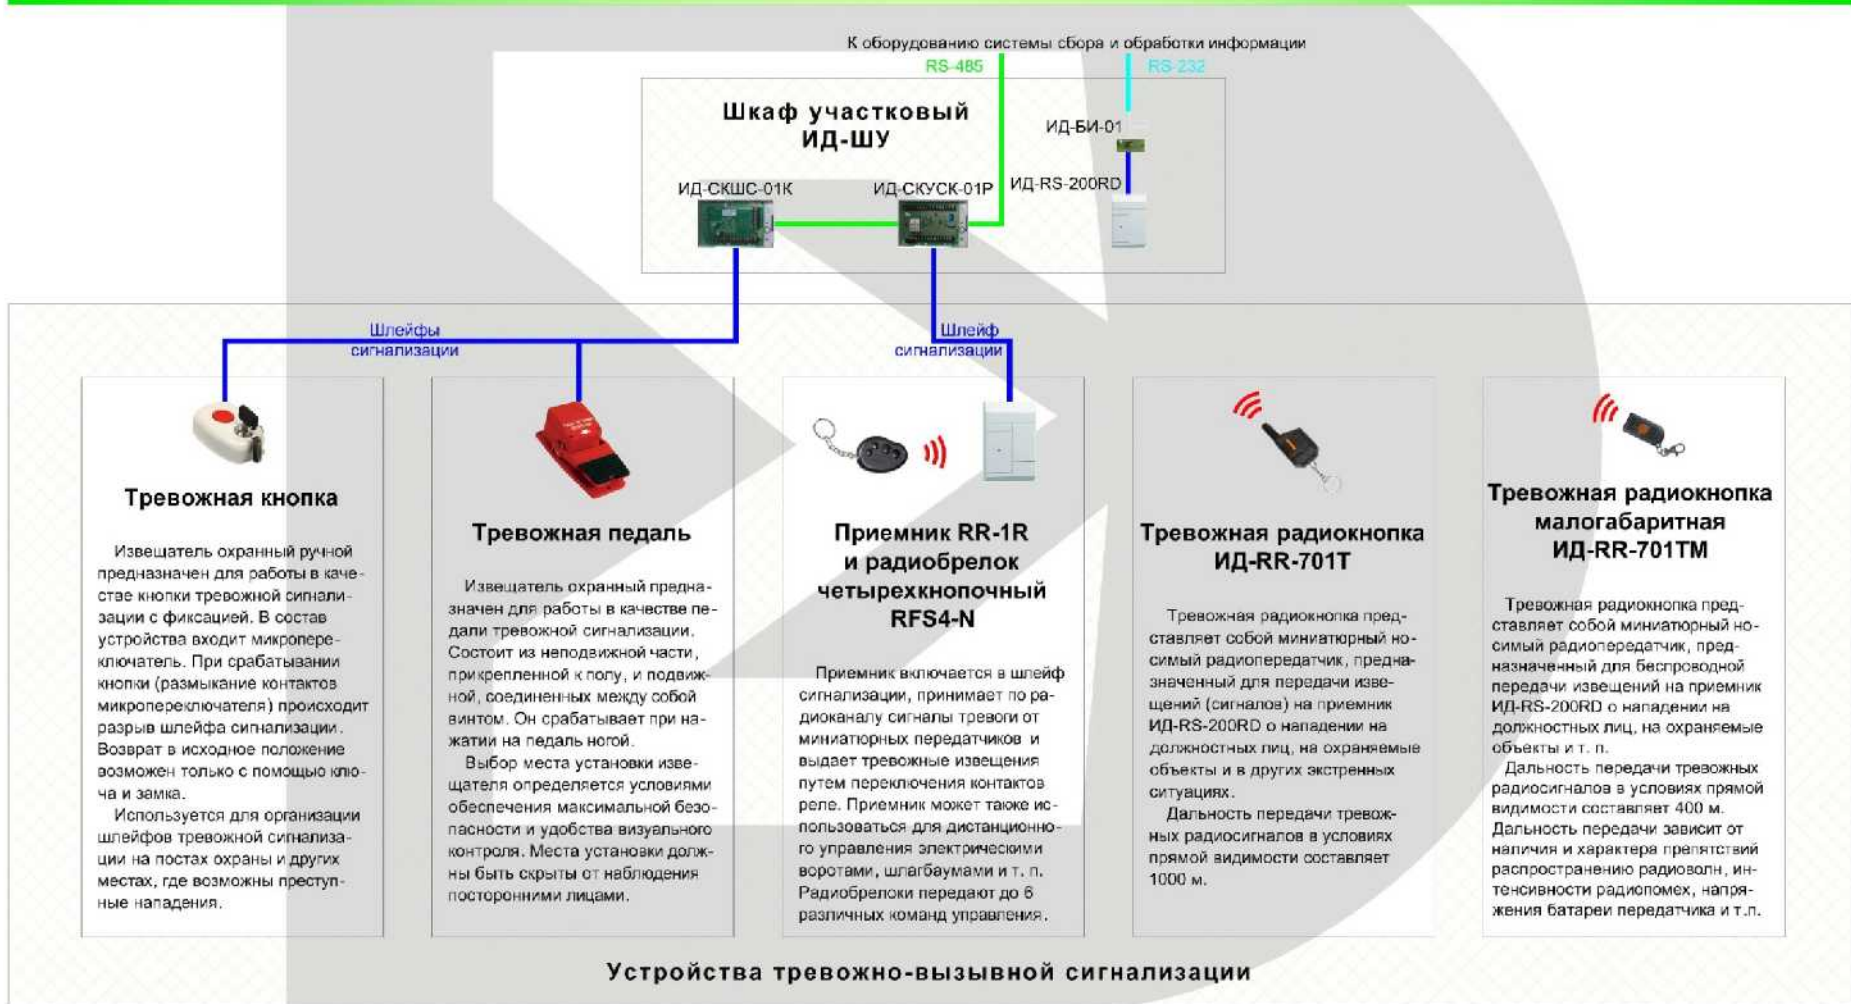 К оборудованию системы сбора и обработки информации
RS-485
RS-232
Шкаф участковый
ИД-ШУ
ИД-БИ-01
ИД-СКШС-01К
ИД-СКУСК-01Р
ИД-RS-200RD
Шлейфы
сигнализации
Шлейф
сигнализации
Тревожная кнопка
Извещатель охранный ручной
предназначен для работы в каче-
стве кнопки тревожной сигнали-
зации с фиксацией. В состав
устройства входит микропере-
ключатель. При срабатывании
кнопки (размыкание контактов
микропереключателя) происходит
разрыв шлейфа сигнализации.
Возврат в исходное положение
возможен только с помощью клю-
ча и замка.
Используется для организации
шлейфов тревожной сигнализа-
ции на постах охраны и других
местах, где возможны преступ-
ные нападения.
Тревожная педаль
Извещатель охранный предна-
значен для работы в качестве пе-
дали тревожной сигнализации.
Состоит из неподвижной части,
прикрепленной к полу, и подвиж-
ной, соединенных между собой
винтом. Он срабатывает при на-
жатии на педаль ногой.
Выбор места установки изве-
щателя определяется условиями
обеспечения максимальной безо-
пасности и удобства визуального
контроля. Места установки долж-
ны быть скрыты от наблюдения
посторонними лицами.
Приемник RR-1R
и радиобрелок
четырехкнопочный
RFS4-N
Приемник включается в шлейф
сигнализации, принимает по ра-
диоканалу сигналы тревоги от
миниатюрных передатчиков и
выдает тревожные извещения
путем переключения контактов
реле. Приемник может также ис-
пользоваться для дистанционно-
го управления электрическими
воротами, шлагбаумами и т. п.
Радиобрелоки передают до 6
различных команд управления.
Тревожная радиокнопка
ИД-RR-701Т
Тревожная радиокнопка пред-
ставляет собой миниатюрный но-
симый радиопередатчик, предна-
значенный для передачи изве-
щений (сигналов) на приемник
ИД-RS-200RD о нападении на
должностных лиц, на охраняемые
объекты и в других экстренных
ситуациях.
Дальность передачи тревож-
ных радиосигналов в условиях
прямой видимости составляет
1000 м.
Тревожная радиокнопка
малогабаритная
ИД-RR-701ТМ
Тревожная радиокнопка пред-
ставляет собой миниатюрный но-
симый радиопередатчик, пред-
назначенный для беспроводной
передачи извещений на приемник
ИД-RS-200RD о нападении на
должностных лиц, на охраняемые
объекты и т. п.
Дальность передачи тревожных
радиосигналов в условиях прямой
видимости составляет 400 м.
Дальность передачи зависит от
наличия и характера препятствий
распространению радиоволн, ин-
тенсивности радиопомех, напря-
жения батареи передатчика и т.п.
Устройства тревожно-вызывной сигнализации